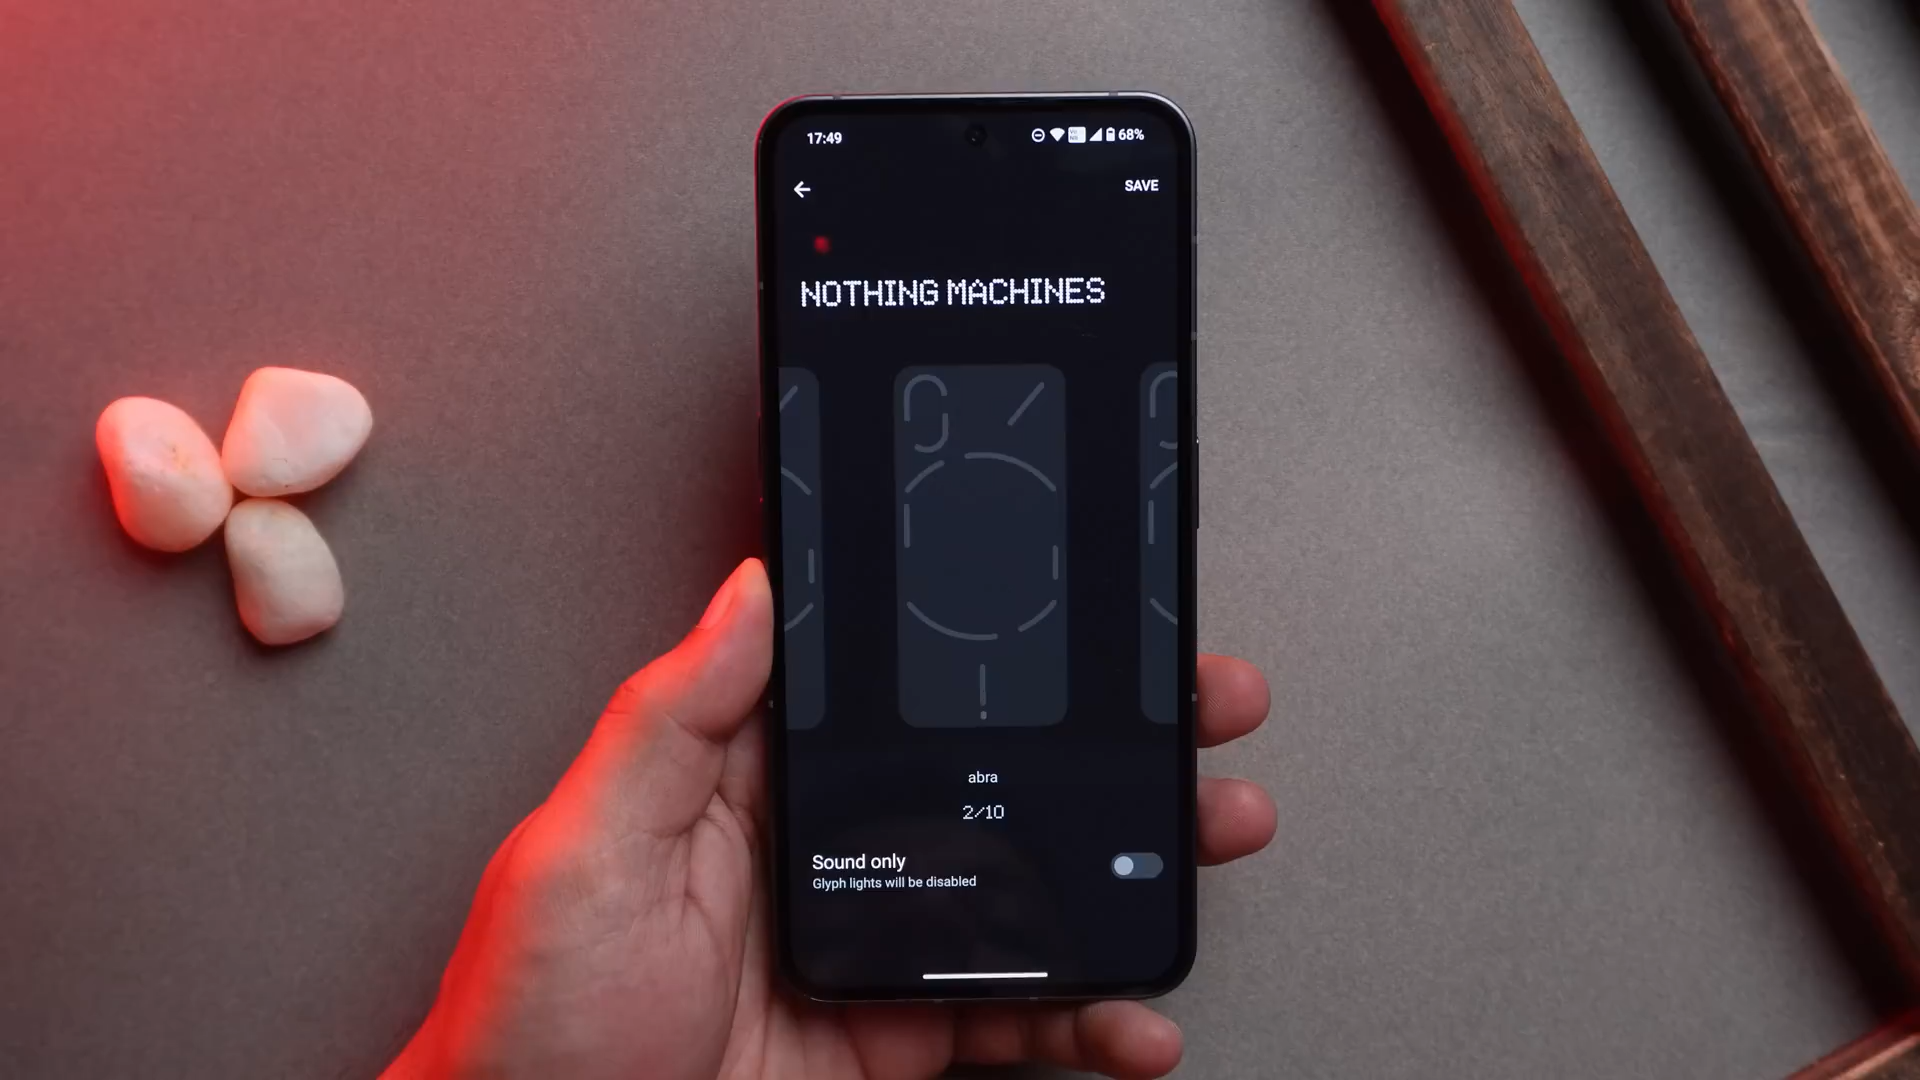 17:49
68%
SAVE
NOTHING MACHINES
abra
2/10
Sound only
Glyph lights will be disabled